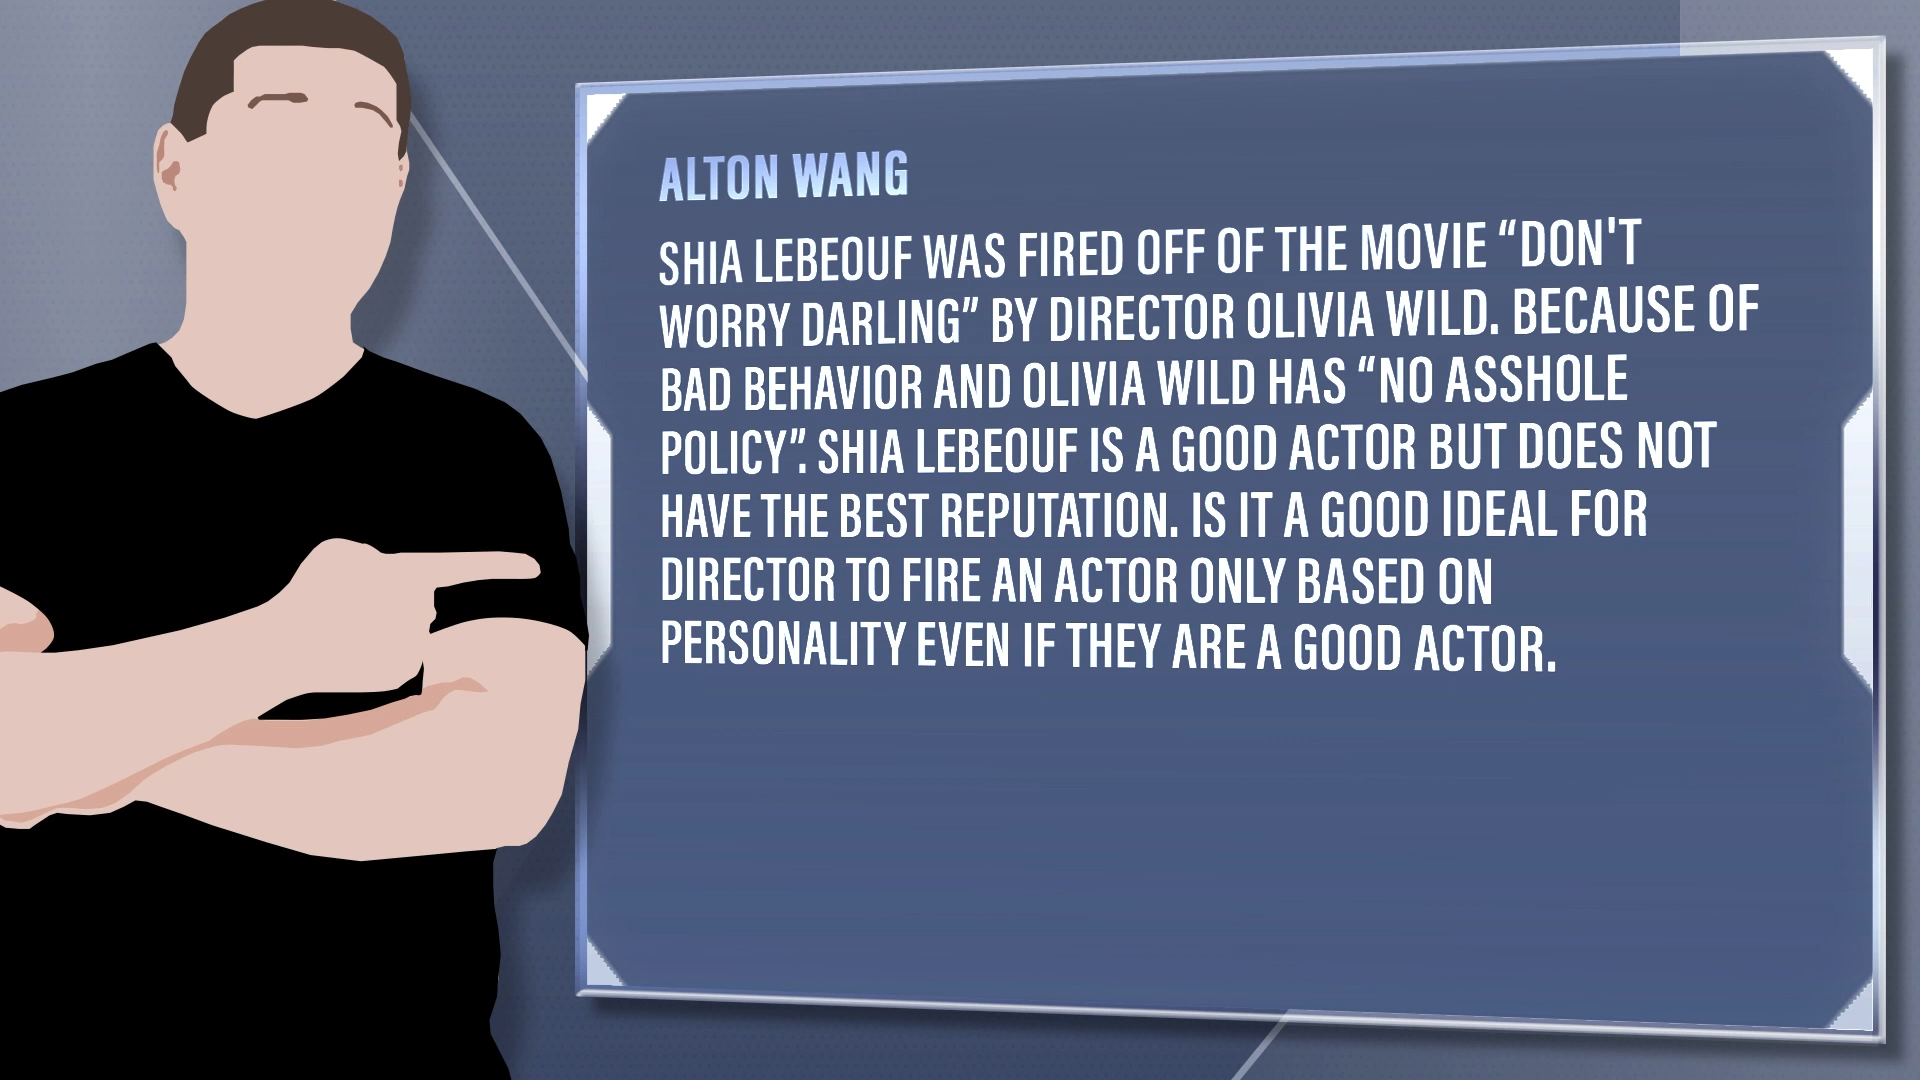 ALTON WANG
SHIA LEBEOUF WAS FIRED OFF OF THE MOVIE “DON'T
WORRY DARLING” BY DIRECTOR OLIVIA WILD. BECAUSE OF
BAD BEHAVIOR AND OLIVIA WILD HAS “NO ASSHOLE
POLICY”. SHIA LEBEOUF IS A GOOD ACTOR BUT DOES NOT
HAVE THE BEST REPUTATION. IS IT A GOOD IDEAL FOR
DIRECTOR TO FIRE AN ACTOR ONLY BASED ON
PERSONALITY EVEN IF THEY ARE A GOOD ACTOR.